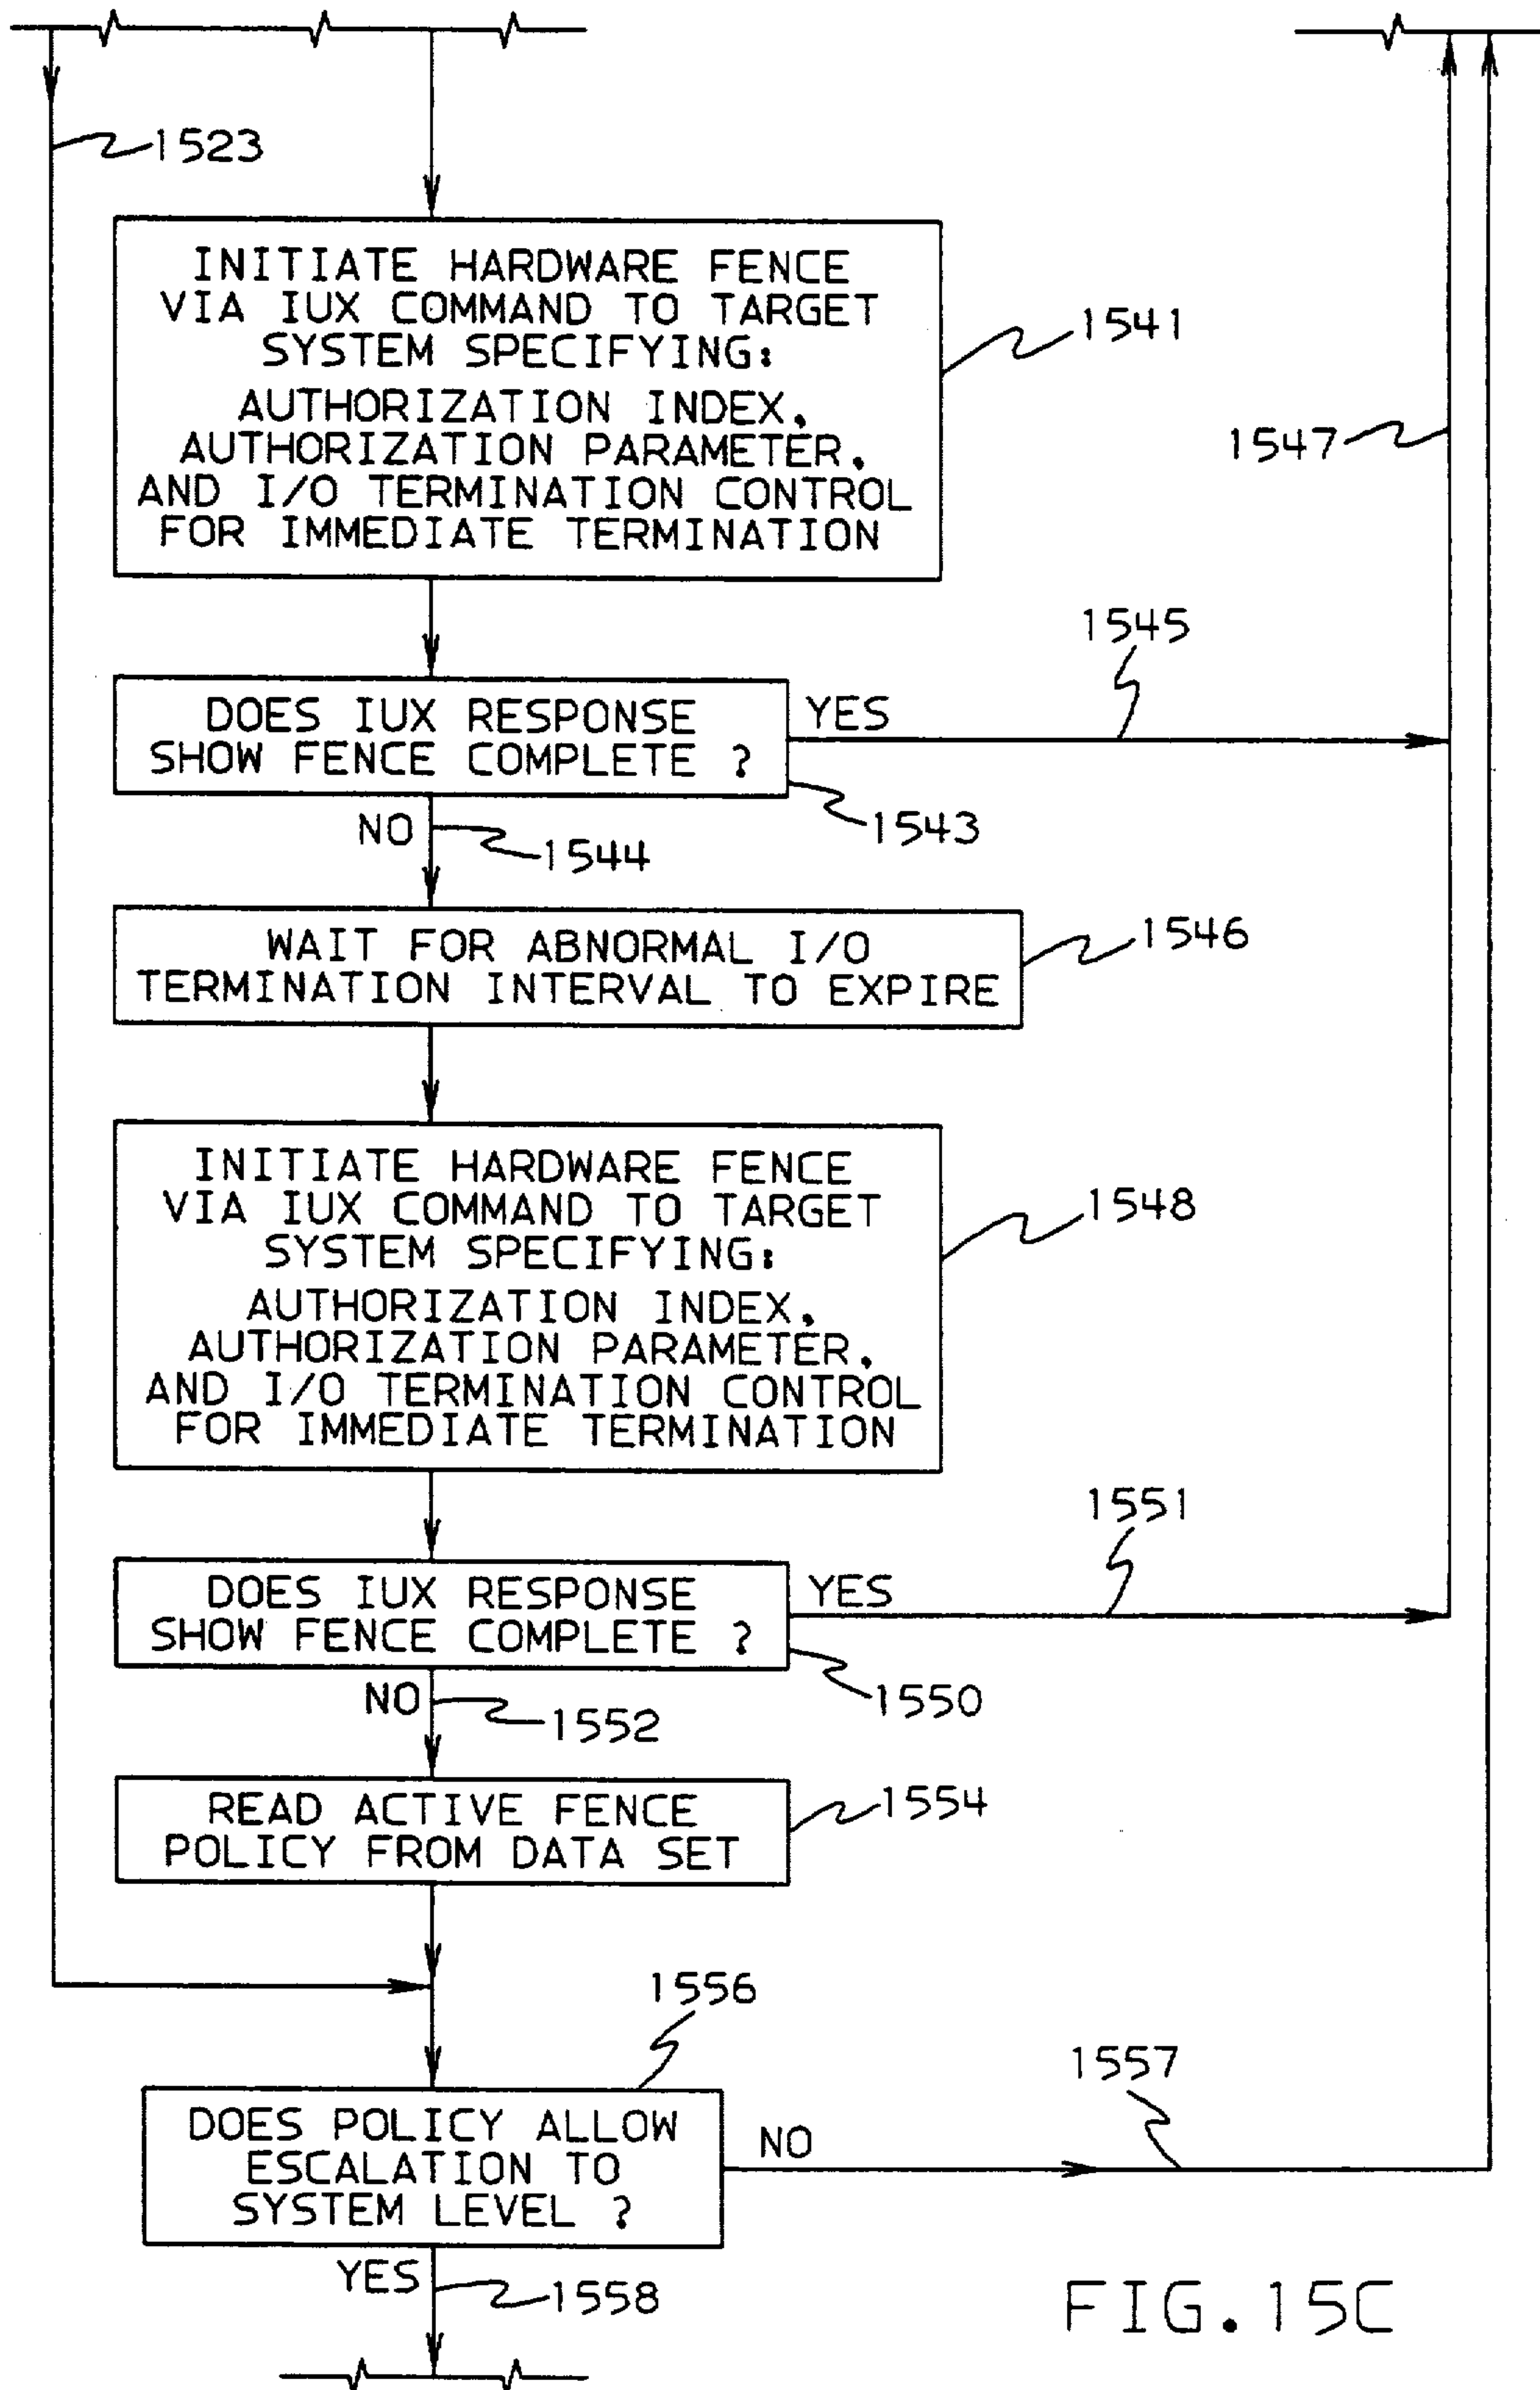 1523
INITIATE HARDWARE FENCE
VIA IUX COMMAND TO TARGET
SYSTEM SPECIFYING:
AUTHORIZATION INDEX,
AUTHORIZATION PARAMETER,
AND I/O TERMINATION CONTROL
FOR IMMEDIATE TERMINATION
1541
1547
1545
DOES IUX RESPONSE
SHOW FENCE COMPLETE ?
YES
1543
NO
1544
WAIT FOR ABNORMAL I/O
TERMINATION INTERVAL TO EXPIRE
1546
INITIATE HARDWARE FENCE
VIA IUX COMMAND TO TARGET
SYSTEM SPECIFYING:
AUTHORIZATION INDEX,
AUTHORIZATION PARAMETER,
AND I/O TERMINATION CONTROL
FOR IMMEDIATE TERMINATION
1548
1551
DOES IUX RESPONSE
SHOW FENCE COMPLETE ?
YES
1550
NO
1552
READ ACTIVE FENCE
POLICY FROM DATA SET
1554
1556
1557
DOES POLICY ALLOW
ESCALATION TO
SYSTEM LEVEL ?
NO
YES
1558
FIG.15C